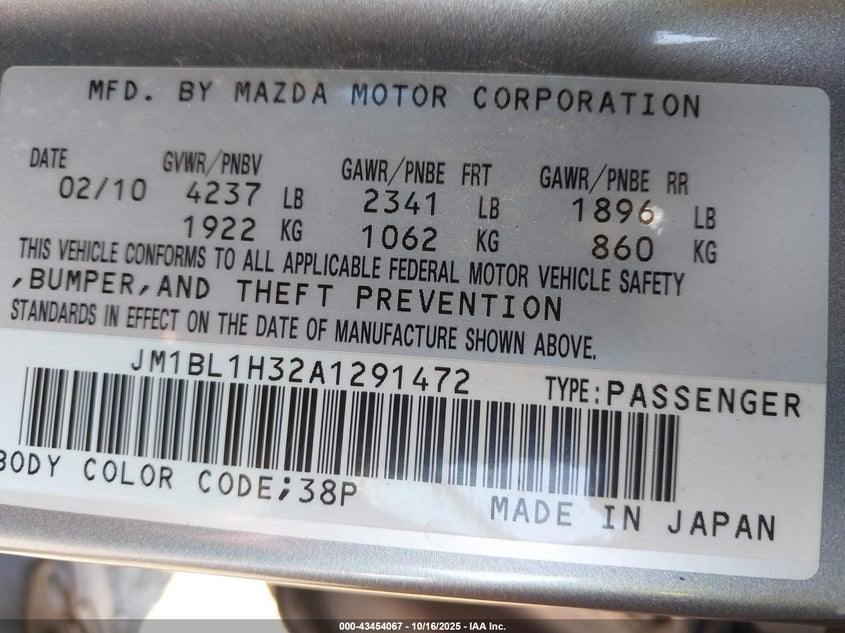 MFD. BY MAZDA MOTOR CORPORATION
DATE GVWR/PNBV GAWR/PNBE FRT GAWR/PNBE RR
02/10 4237 LB 2341 LB 1896 LB
1922 KG 1062 KG 860 KG
THIS VEHICLE CONFORMS TO ALL APPLICABLE FEDERAL MOTOR VEHICLE SAFETY
,BUMPER,AND THEFT PREVENTION
STANDARDS IN EFFECT ON THE DATE OF MANUFACTURE SHOWN ABOVE.
JM1BL1H32A1291472 TYPE:PASSENGER
BODY COLOR CODE;38P
MADE IN JAPAN
000-43454067 - 10/16/2025 - IAA Inc.